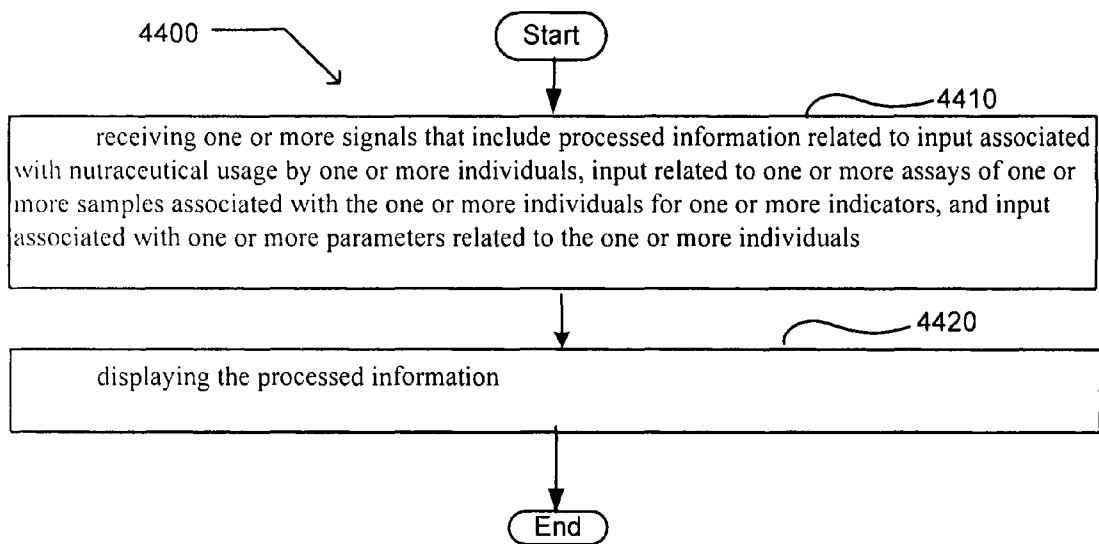 4400
Start
4410
receiving one or more signals that include processed information related to input associated
with nutraceutical usage by one or more individuals, input related to one or more assays of one or
more samples associated with the one or more individuals for one or more indicators, and input
associated with one or more parameters related to the one or more individuals
4420
displaying the processed information
End